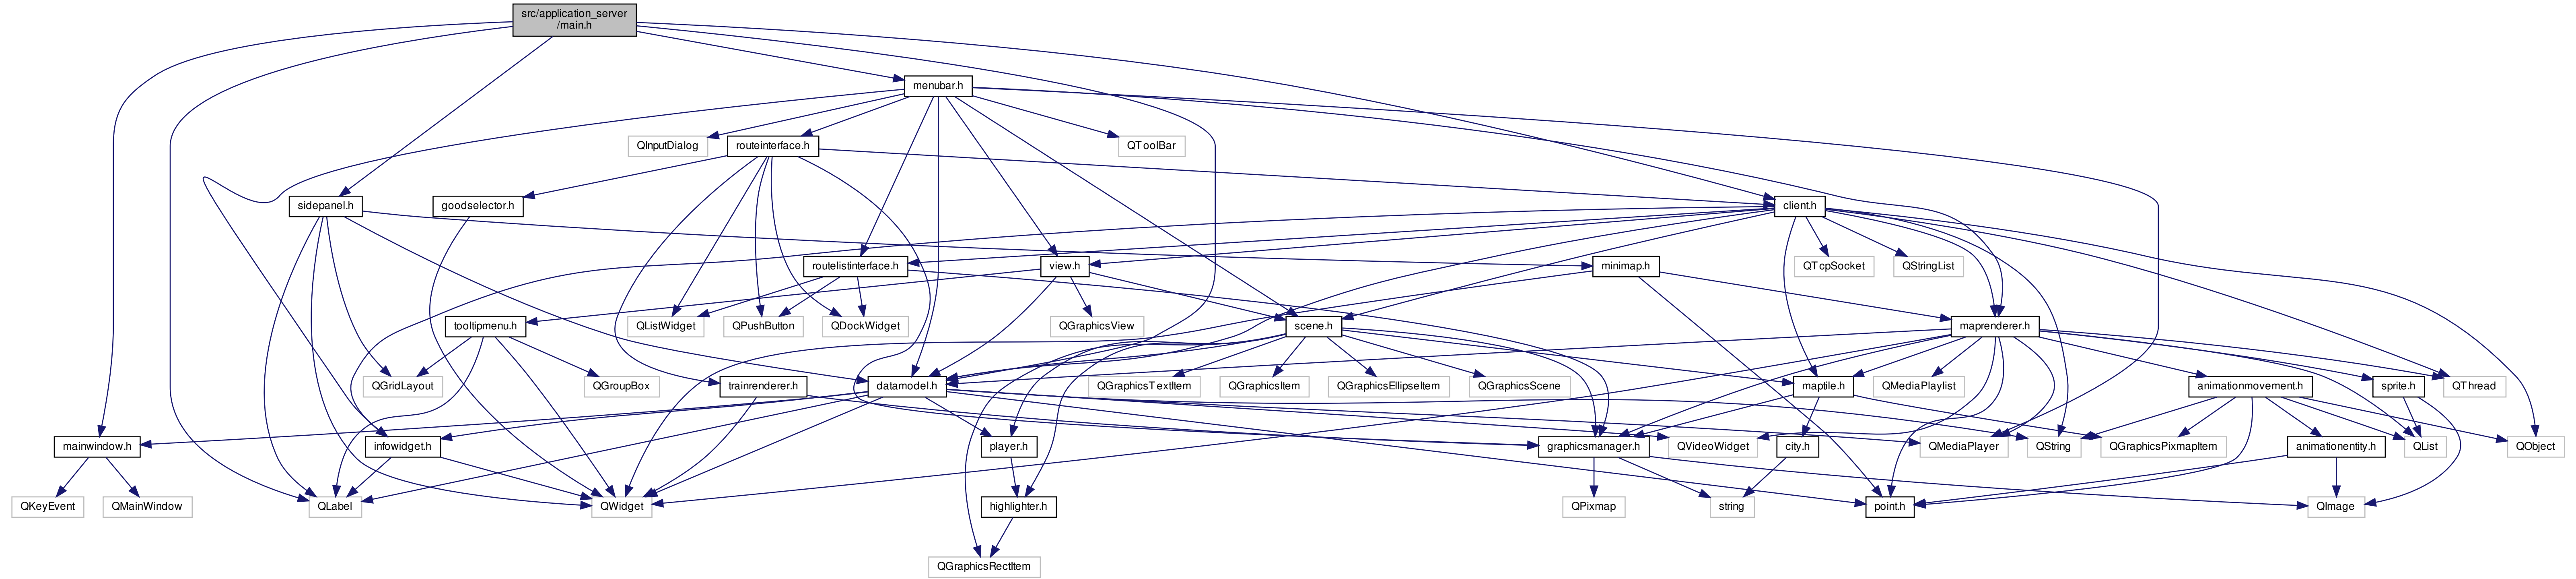 src/application_server
/main.h
menubar.h
QInputDialog
routeinterface.h
QToolBar
sidepanel.h
goodselector.h
client.h
routelistinterface.h
view.h
minimap.h
QTcpSocket
QStringList
tooltipmenu.h
QListWidget
QPushButton
QDockWidget
QGraphicsView
scene.h
maprenderer.h
QGridLayout
QGroupBox
trainrenderer.h
datamodel.h
QGraphicsTextItem
QGraphicsItem
QGraphicsEllipseItem
QGraphicsScene
maptile.h
QMediaPlaylist
animationmovement.h
sprite.h
QThread
mainwindow.h
infowidget.h
player.h
graphicsmanager.h
QVideoWidget
city.h
QMediaPlayer
QString
QGraphicsPixmapItem
animationentity.h
QList
QObject
QKeyEvent
QMainWindow
QLabel
QWidget
highlighter.h
QPixmap
string
point.h
QImage
QGraphicsRectItem